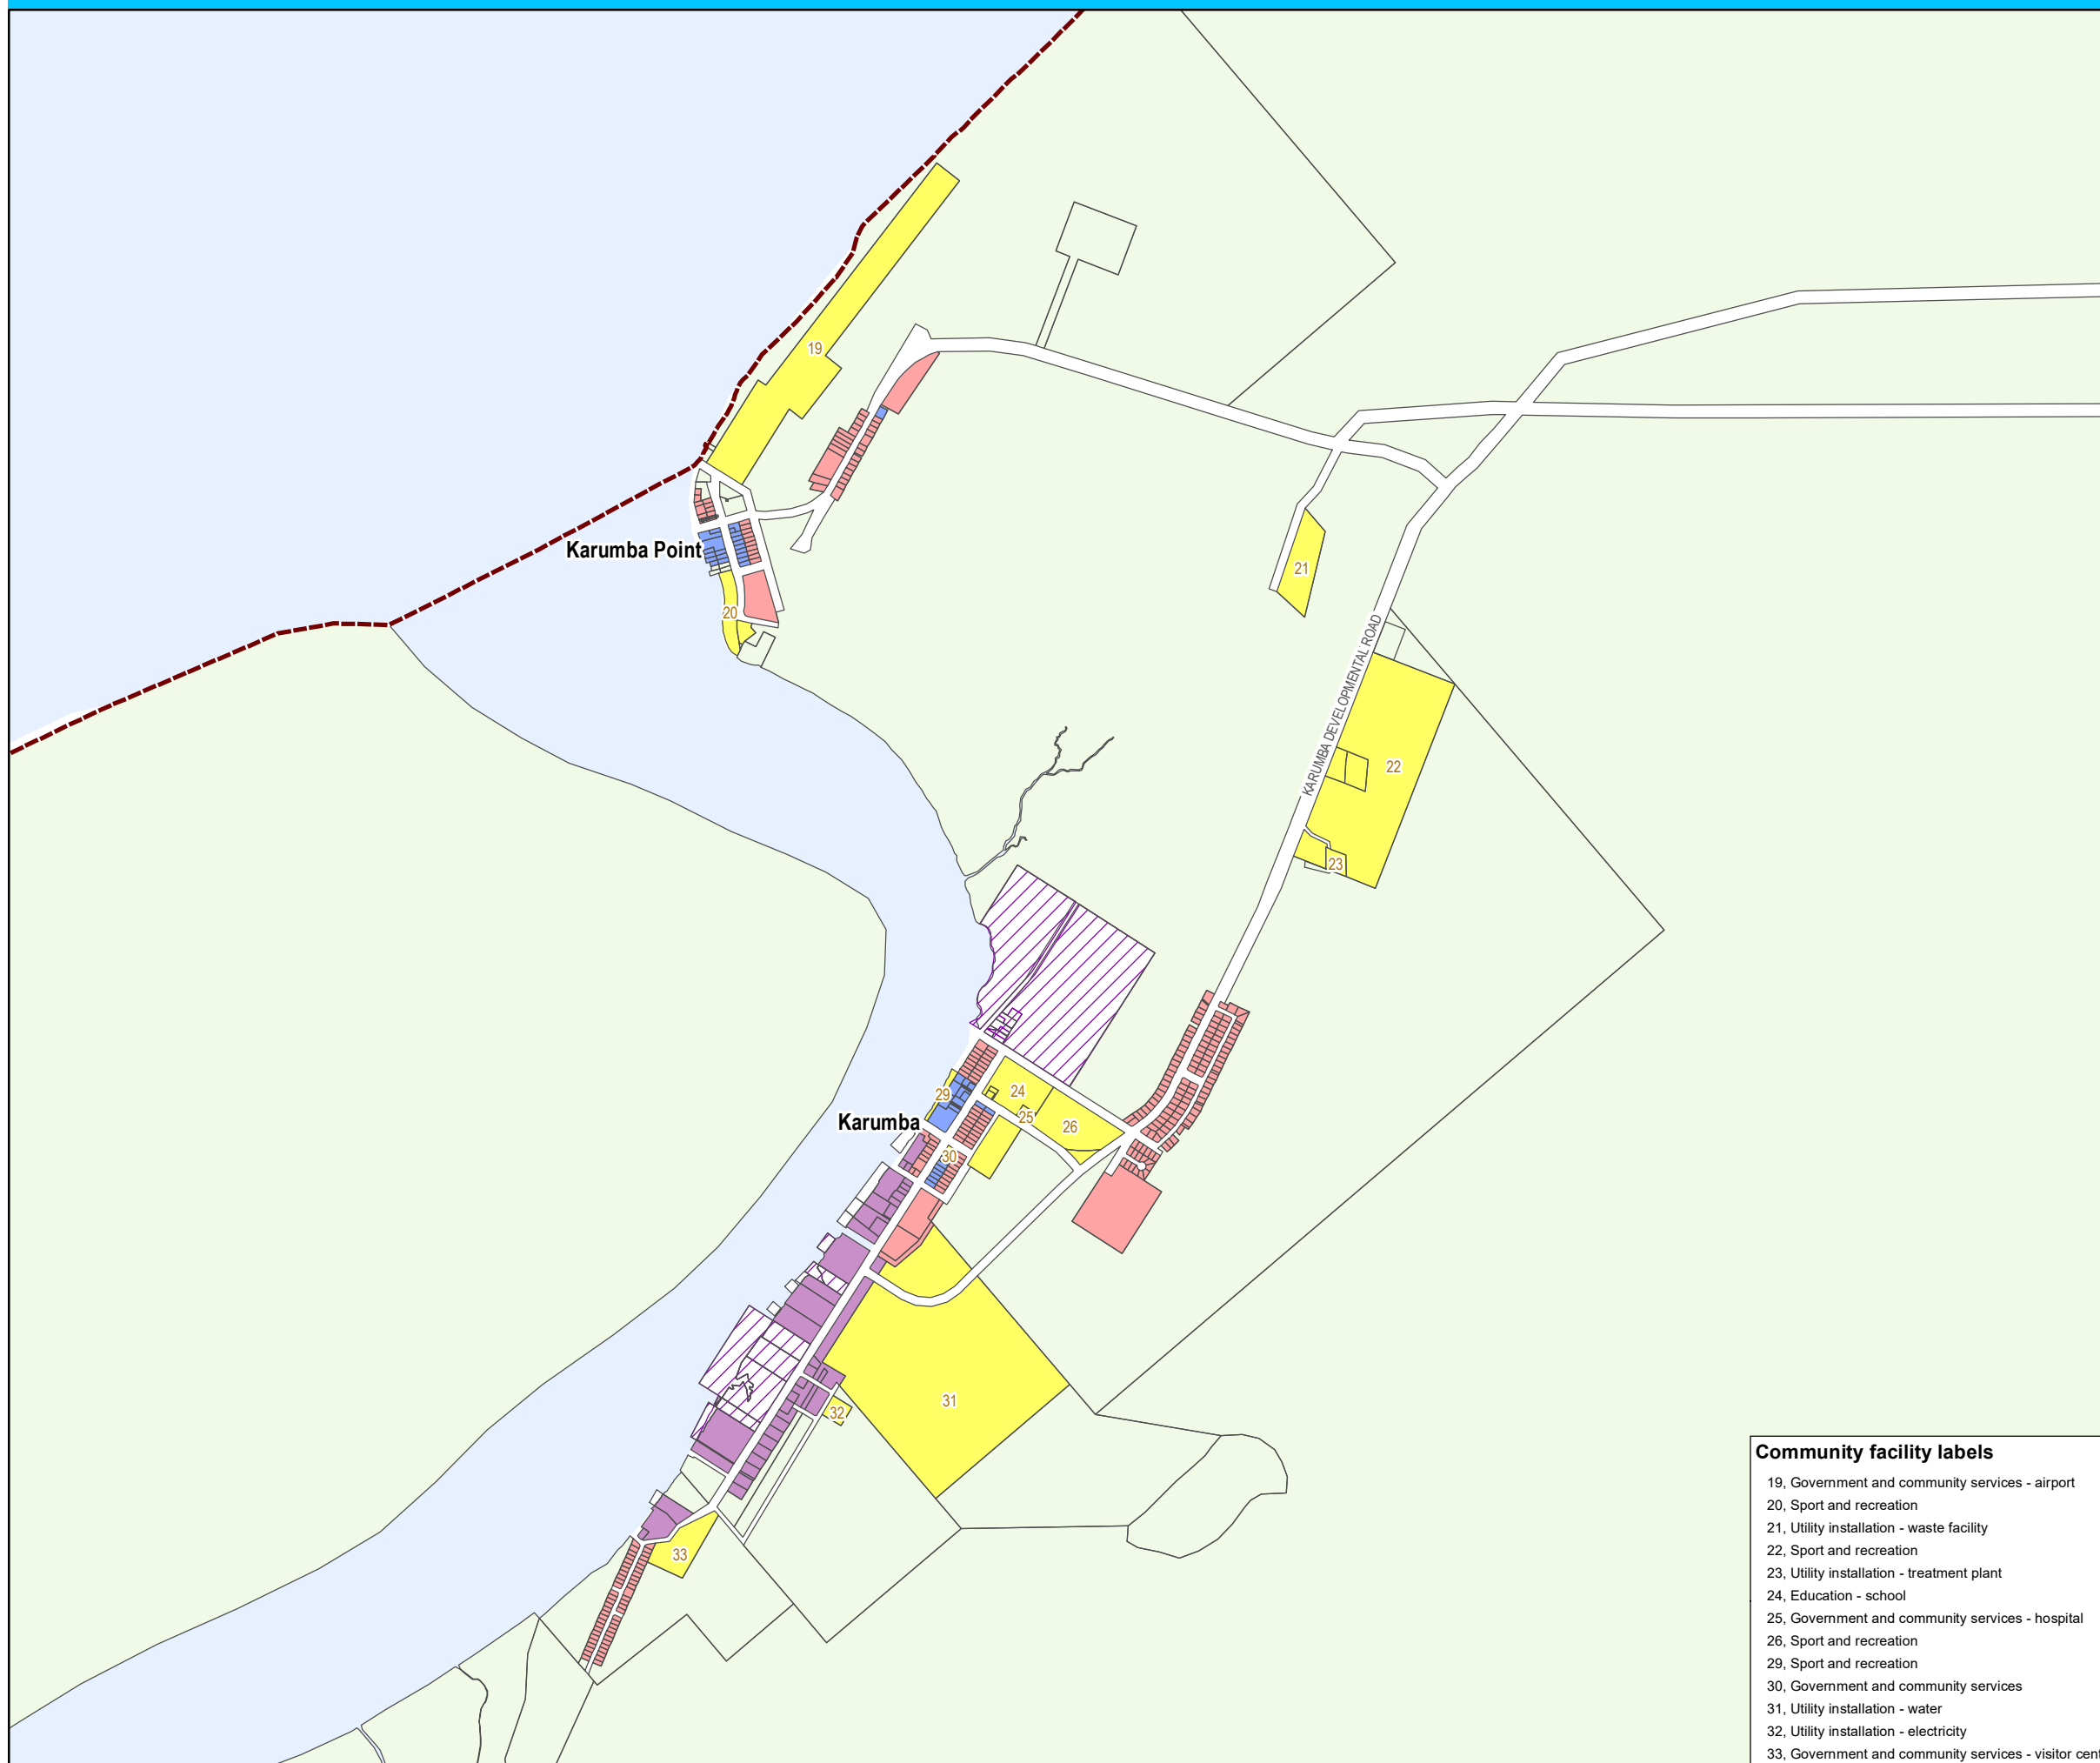 19
Karumba Point
20
21
KARUMBA DEVELOPMENTAL ROAD
22
23
24
29
25
26
Karumba
30
31
32
33
Community facility labels
19, Government and community services - airport
20, Sport and recreation
21, Utility installation - waste facility
22, Sport and recreation
23, Utility installation - treatment plant
24, Education - school
25, Government and community services - hospital
26, Sport and recreation
29, Sport and recreation
30, Government and community services
31, Utility installation - water
32, Utility installation - electricity
33, Government and community services - visitor